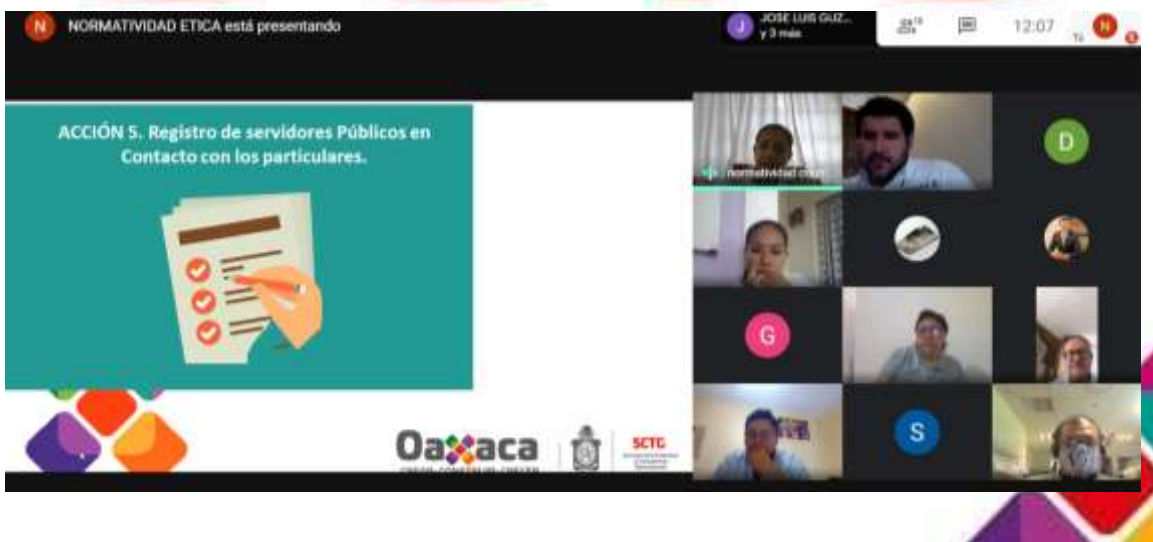 N NORMATIVIDAD ETICA está presentando
J JOSE LUIS GUZ...
y 3 más
12:07
Tú
N
ACCIÓN 5. Registro de servidores Públicos en
Contacto con los particulares.
D
G
S
Oaxaca
SCTG